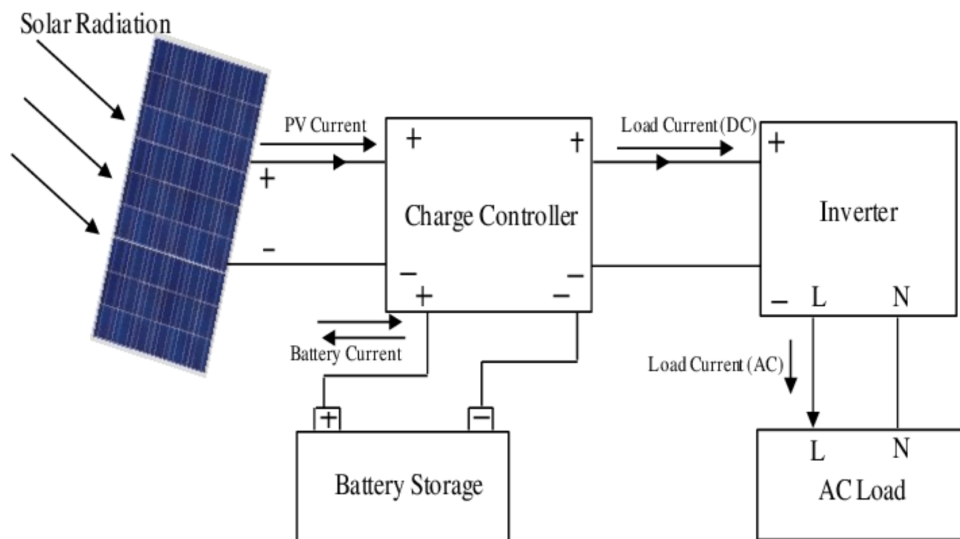 Solar Radiation
PV Current
Load Current (DC)
+
+
+
+
−
Charge Controller
Inverter
−
−
+
−
−
L
N
Battery Current
Load Current (AC)
+
−
L
N
Battery Storage
AC Load